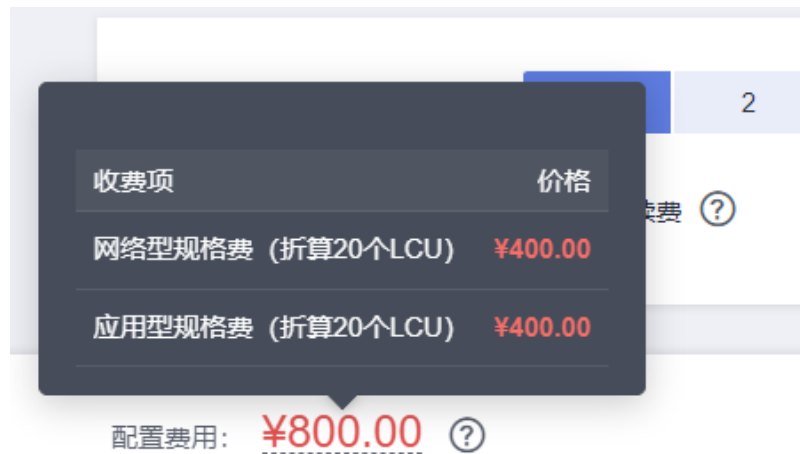 2
收费项 价格
续费
网络型规格费（折算20个LCU） ¥400.00
应用型规格费（折算20个LCU） ¥400.00
配置费用： ¥800.00